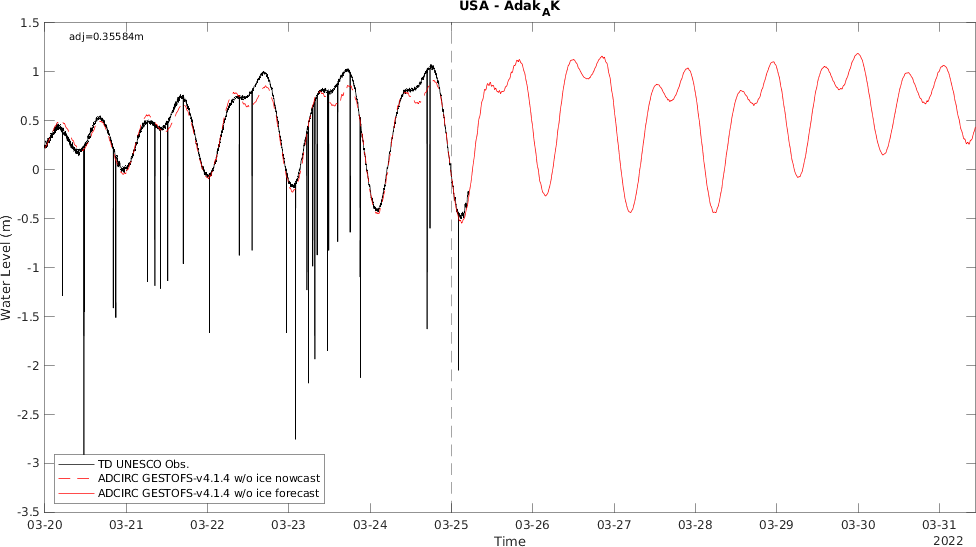 USA - Adak_AK
adj=0.35584m
1.5
1
0.5
0
-0.5
-1
-1.5
-2
-2.5
-3
-3.5
Water Level (m)
TD UNESCO Obs.
ADCIRC GESTOFS-v4.1.4 w/o ice nowcast
ADCIRC GESTOFS-v4.1.4 w/o ice forecast
03-20 03-21 03-22 03-23 03-24 03-25 03-26 03-27 03-28 03-29 03-30 03-31
Time
2022